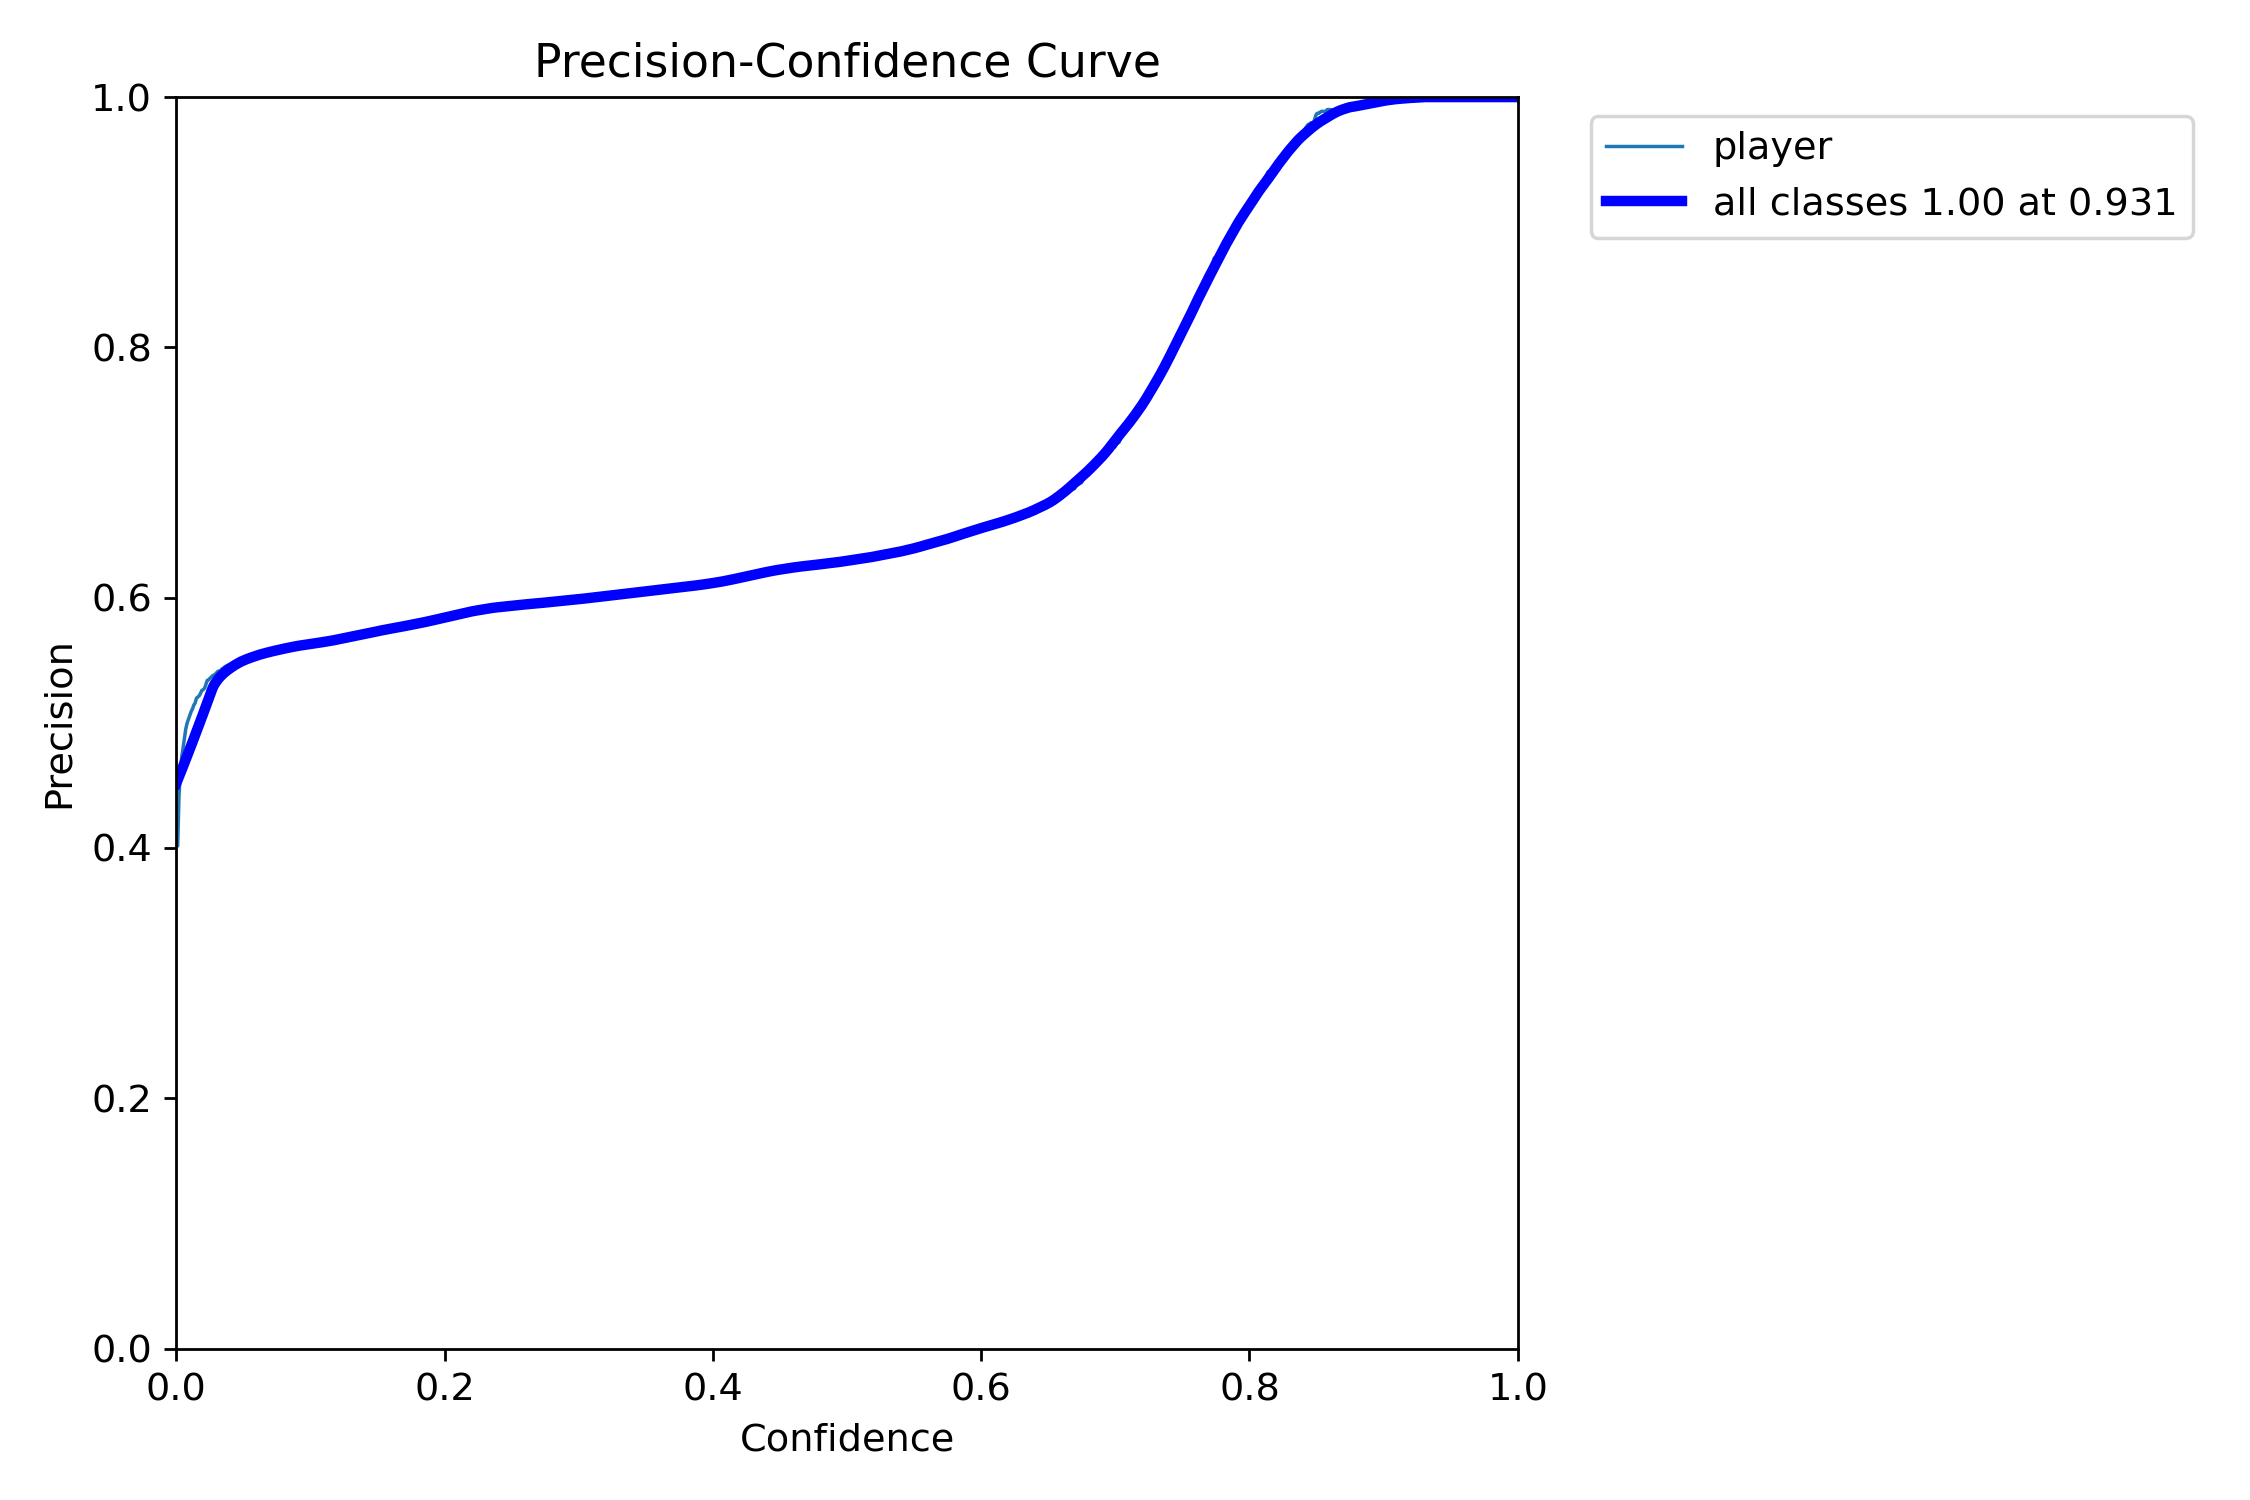 Precision-Confidence Curve
1.0
0.8
0.6
0.4
0.2
0.0
Precision
0.0 0.2 0.4 0.6 0.8 1.0
Confidence
player
all classes 1.00 at 0.931